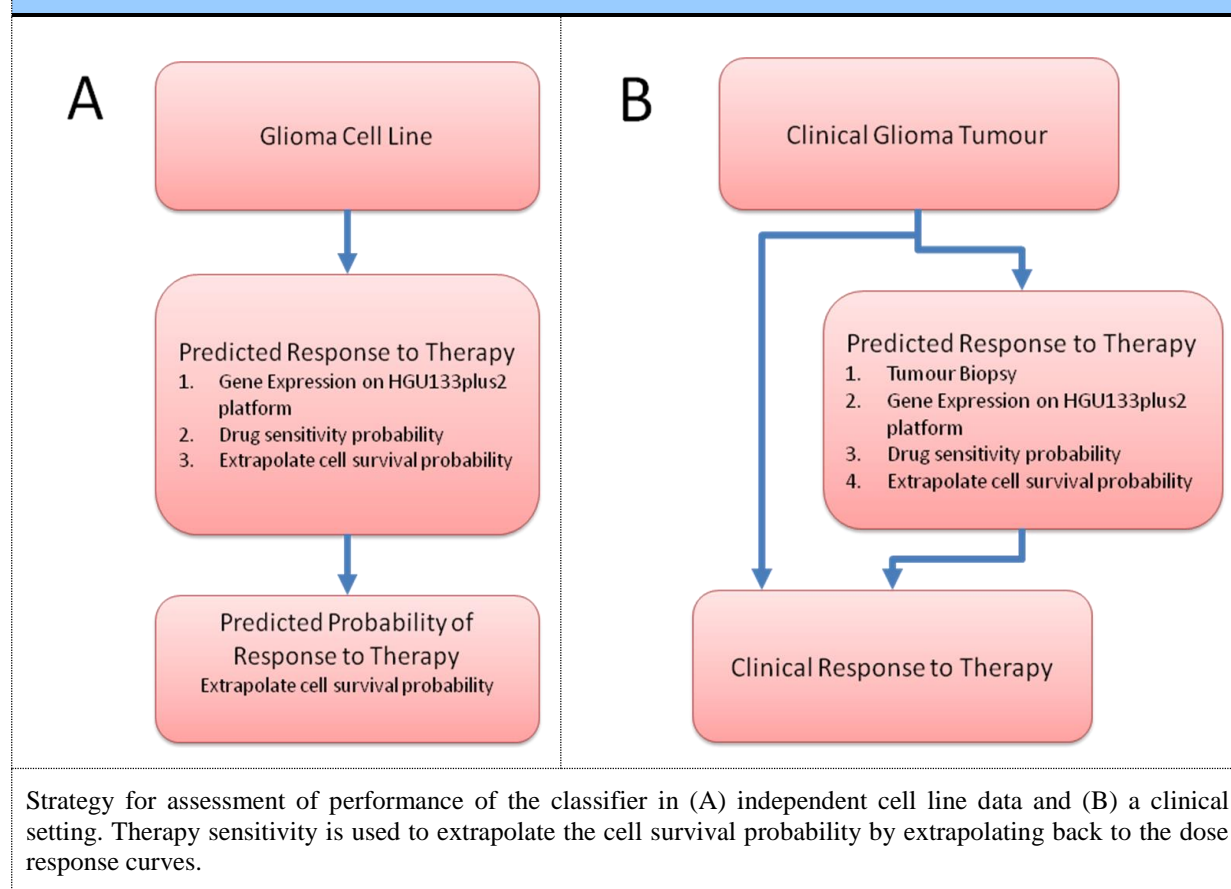 A
Glioma Cell Line
Predicted Response to Therapy
1. Gene Expression on HGU133plus2
platform
2. Drug sensitivity probability
3. Extrapolate cell survival probability
Predicted Probability of
Response to Therapy
Extrapolate cell survival probability
B
Clinical Glioma Tumour
Predicted Response to Therapy
1. Tumour Biopsy
2. Gene Expression on HGU133plus2
platform
3. Drug sensitivity probability
4. Extrapolate cell survival probability
Clinical Response to Therapy
Strategy for assessment of performance of the classifier in (A) independent cell line data and (B) a clinical
setting. Therapy sensitivity is used to extrapolate the cell survival probability by extrapolating back to the dose
response curves.